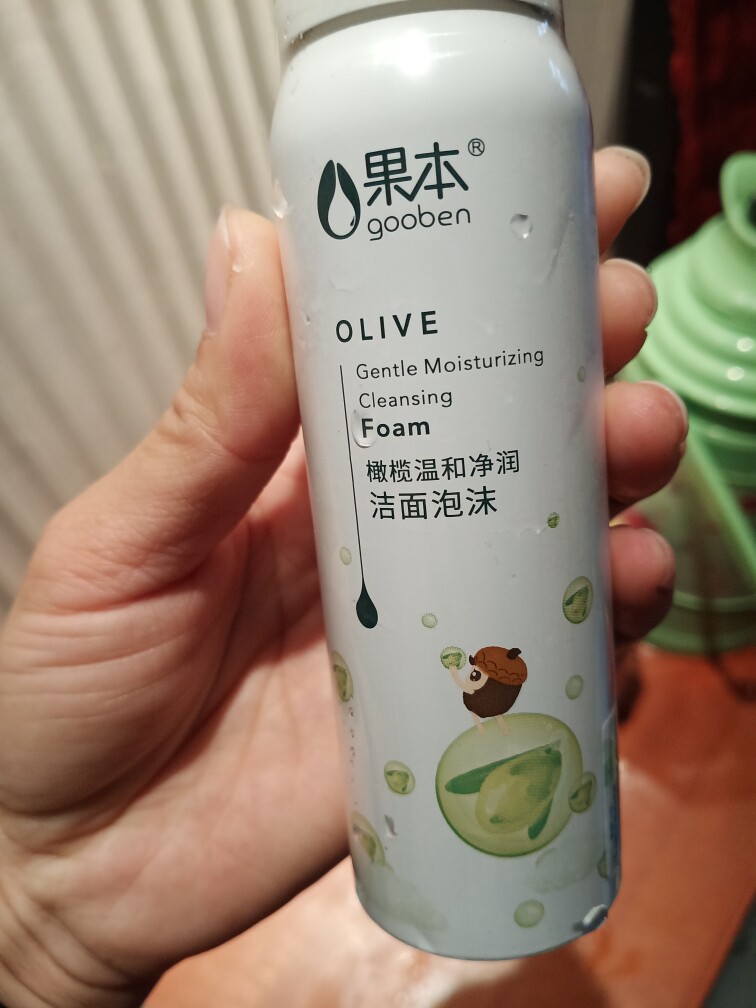 果本®
gooben
OLIVE
Gentle Moisturizing
Cleansing
Foam
橄榄温和净润
洁面泡沫